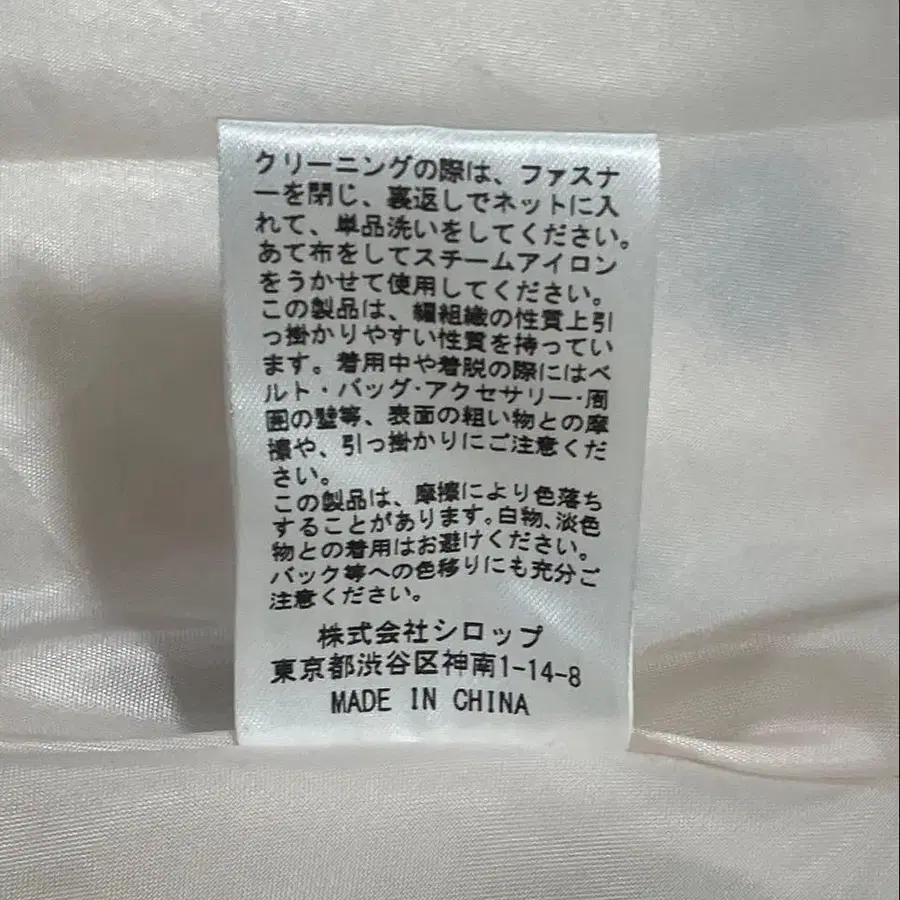 クリーニングの際は、ファスナ
ーを閉じ、裏返しでネットに入
れて、単品洗いをしてください。
あて布をしてスチームアイロン
をうかせて使用してください。
この製品は、編組織の性質上引
っ掛かりやすい性質を持ってい
ます。着用中や着脱の際にはベ
ルト・バッグ・アクセサリー・周
囲の壁等、表面の粗い物との摩
擦や、引っ掛かりにご注意くだ
さい。
この製品は、摩擦により色落ち
することがあります。白物、淡色
物との着用はお避けください。
バック等への色移りにも充分ご
注意ください。
株式会社シロップ
東京都渋谷区神南1-14-8
MADE IN CHINA